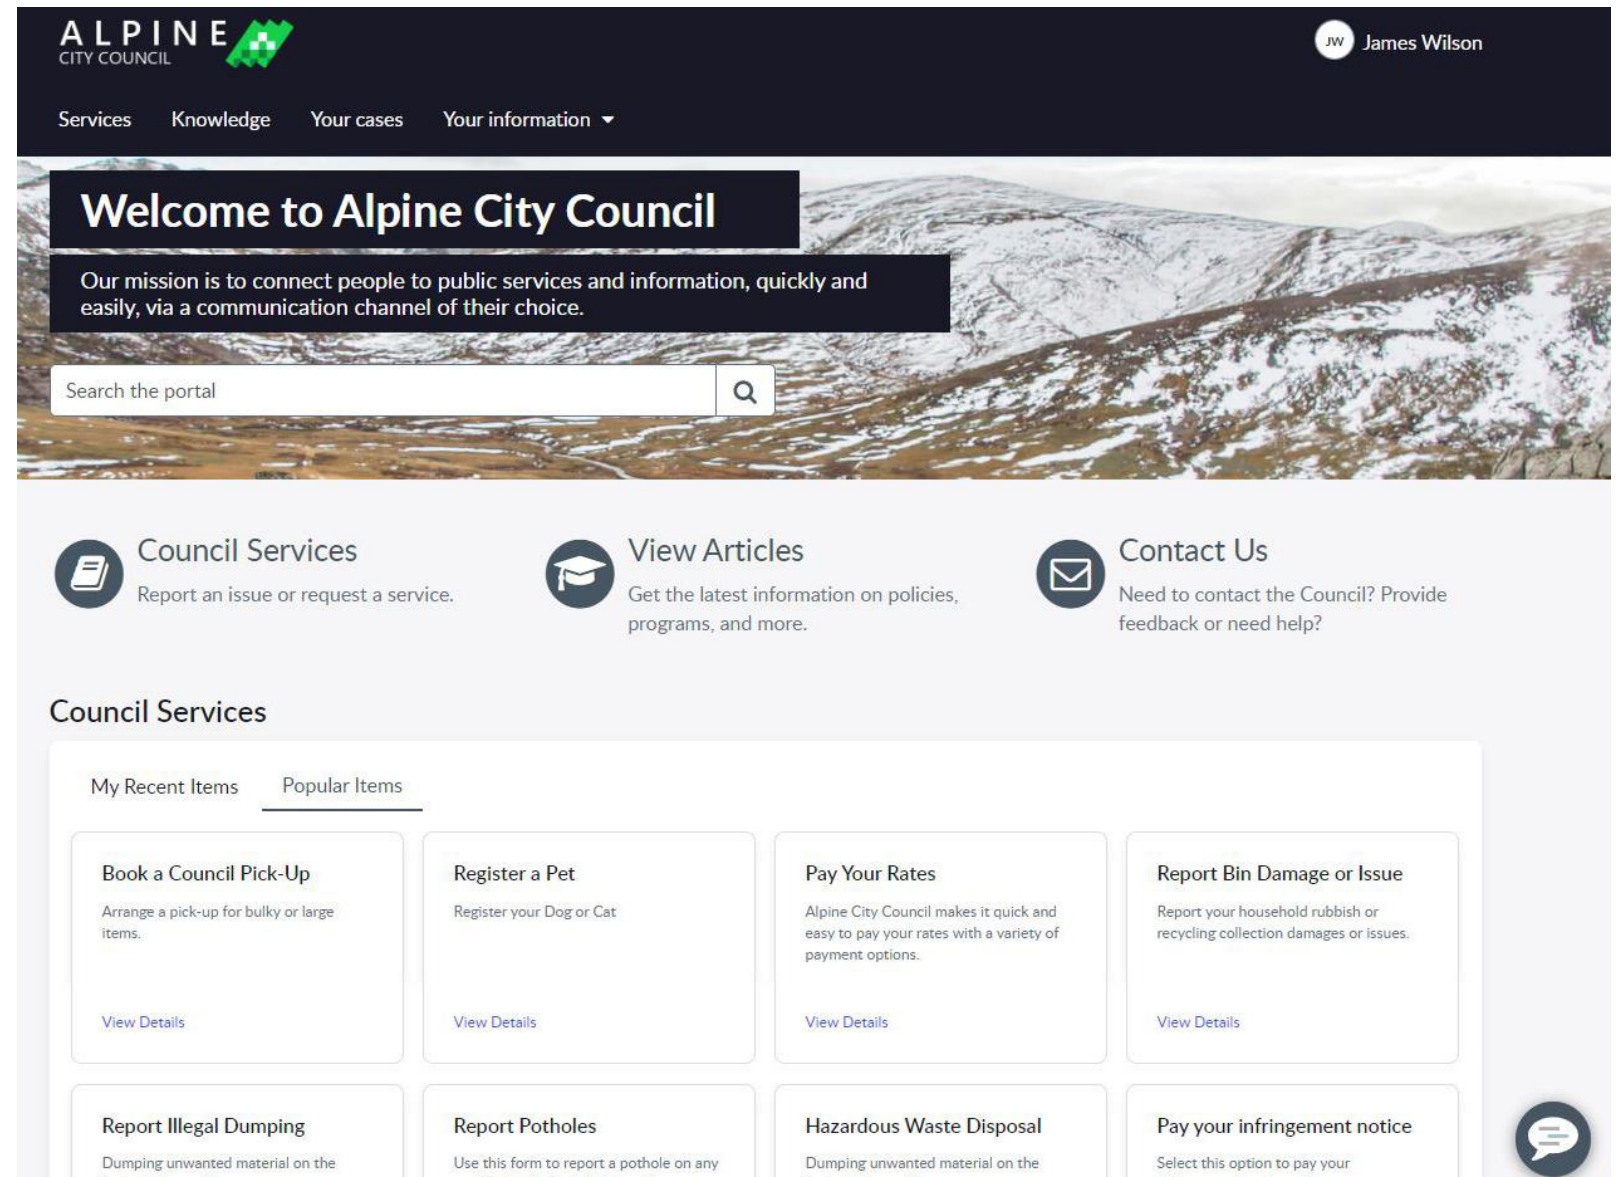 ALPINE
CITY COUNCIL
JW James Wilson
Services Knowledge Your cases Your information
Welcome to Alpine City Council
Our mission is to connect people to public services and information, quickly and
easily, via a communication channel of their choice.
Search the portal
Council Services
Report an issue or request a service.
View Articles
Get the latest information on policies,
programs, and more.
Contact Us
Need to contact the Council? Provide
feedback or need help?
Council Services
My Recent Items Popular Items
Book a Council Pick-Up
Arrange a pick-up for bulky or large
items.
View Details
Register a Pet
Register your Dog or Cat
View Details
Pay Your Rates
Alpine City Council makes it quick and
easy to pay your rates with a variety of
payment options.
View Details
Report Bin Damage or Issue
Report your household rubbish or
recycling collection damages or issues.
View Details
Report Illegal Dumping
Dumping unwanted material on the
Report Potholes
Use this form to report a pothole on any
Hazardous Waste Disposal
Dumping unwanted material on the
Pay your infringement notice
Select this option to pay your